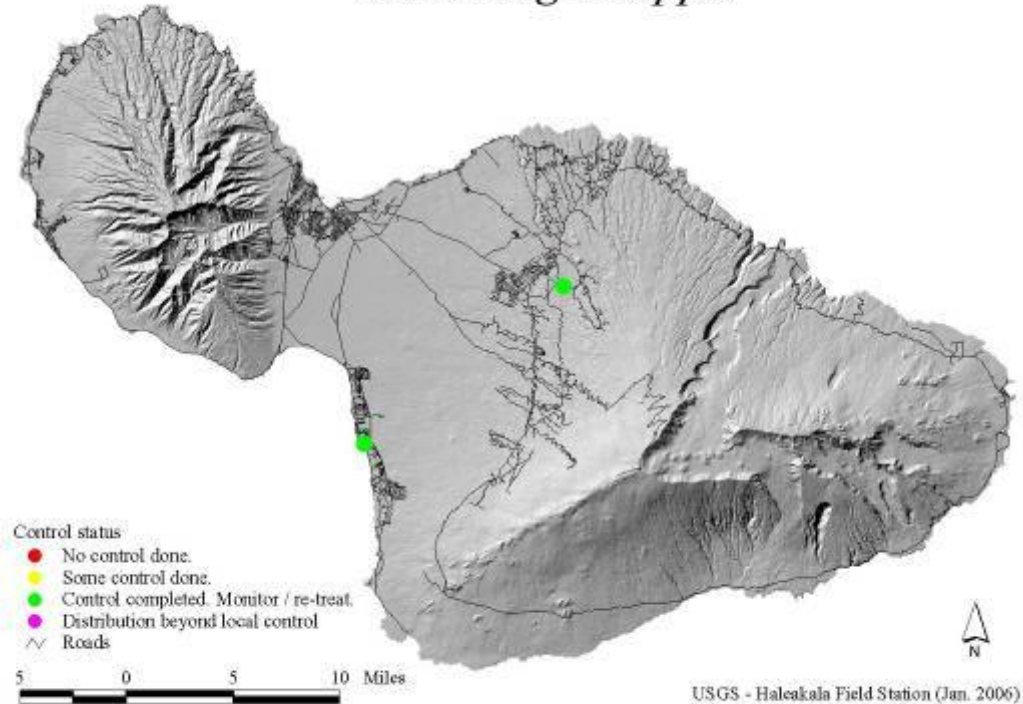 Control status
No control done.
Some control done.
Control completed. Monitor / re-treat.
Distribution beyond local control
Roads
5 0 5 10 Miles
N
USGS - Haleakala Field Station (Jan. 2006)